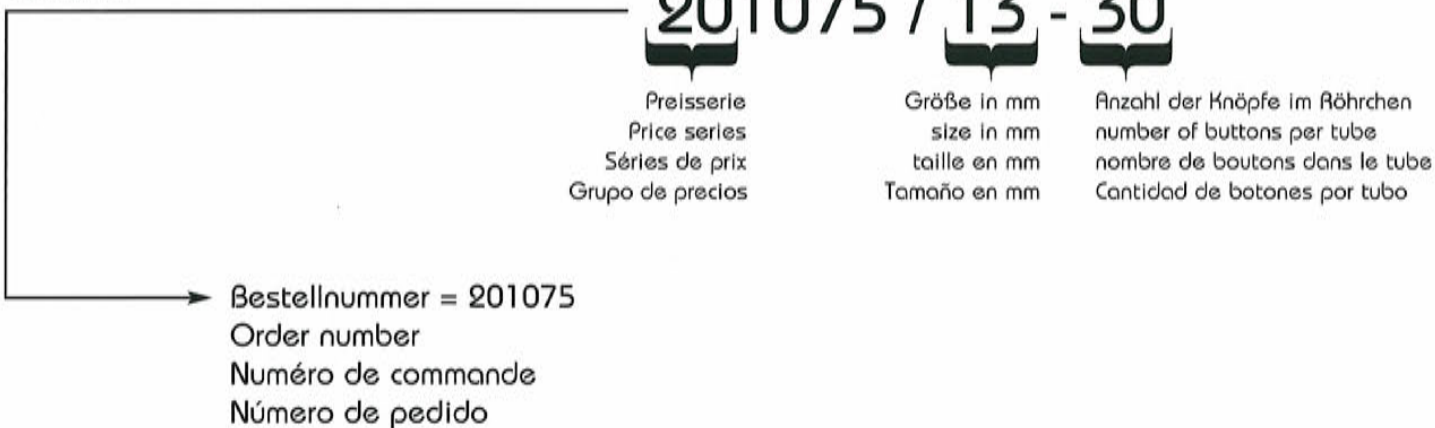 201075 / 13 - 30
Preisserie
Price series
Séries de prix
Grupo de precios
Größe in mm
size in mm
taille en mm
Tamaño en mm
Anzahl der Knöpfe im Röhrchen
number of buttons per tube
nombre de boutons dans le tube
Cantidad de botones por tubo
Bestellnummer = 201075
Order number
Numéro de commande
Número de pedido